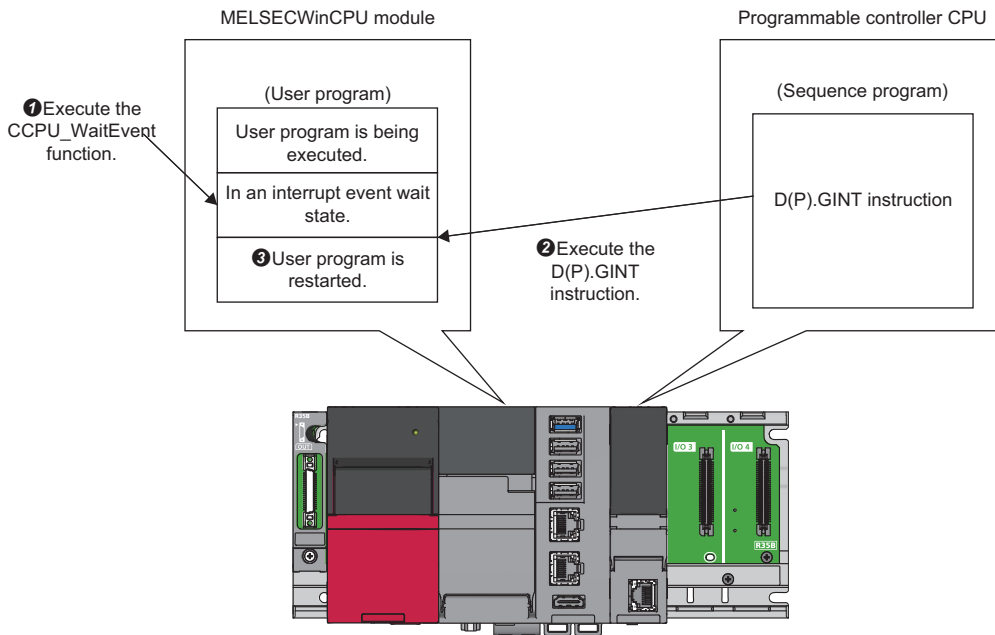 MELSECWinCPU module
Programmable controller CPU
(User program)
(Sequence program)
❶Execute the
CCPU_WaitEvent
function.
User program is being
executed.
In an interrupt event wait
state.
D(P).GINT instruction
❸User program is
restarted.
❷Execute the
D(P).GINT
instruction.
R35B
OUT
I/O 3
I/O 4
R35B